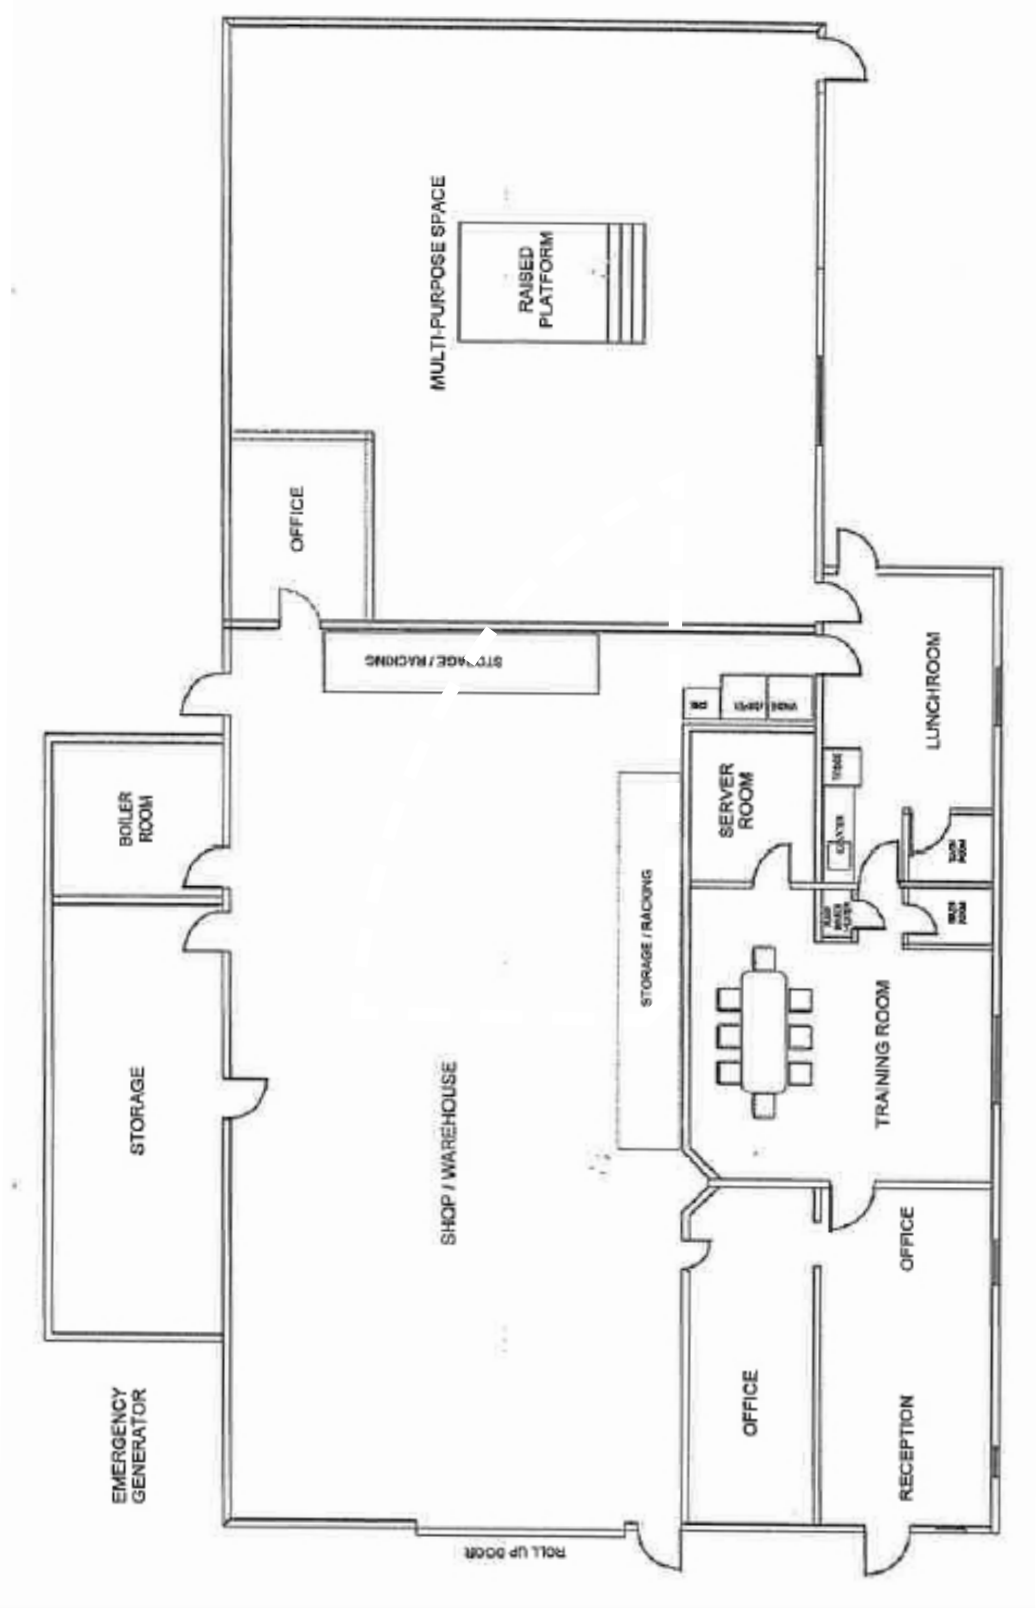 MULTI-PURPOSE SPACE
RAISED
PLATFORM
OFFICE
STORAGE / RACKING
LUNCHROOM
BOILER
ROOM
SERVER
ROOM
STORAGE / RACKING
STORAGE
SHOP / WAREHOUSE
TRAINING ROOM
OFFICE
OFFICE
RECEPTION
EMERGENCY
GENERATOR
ROLL UP DOOR